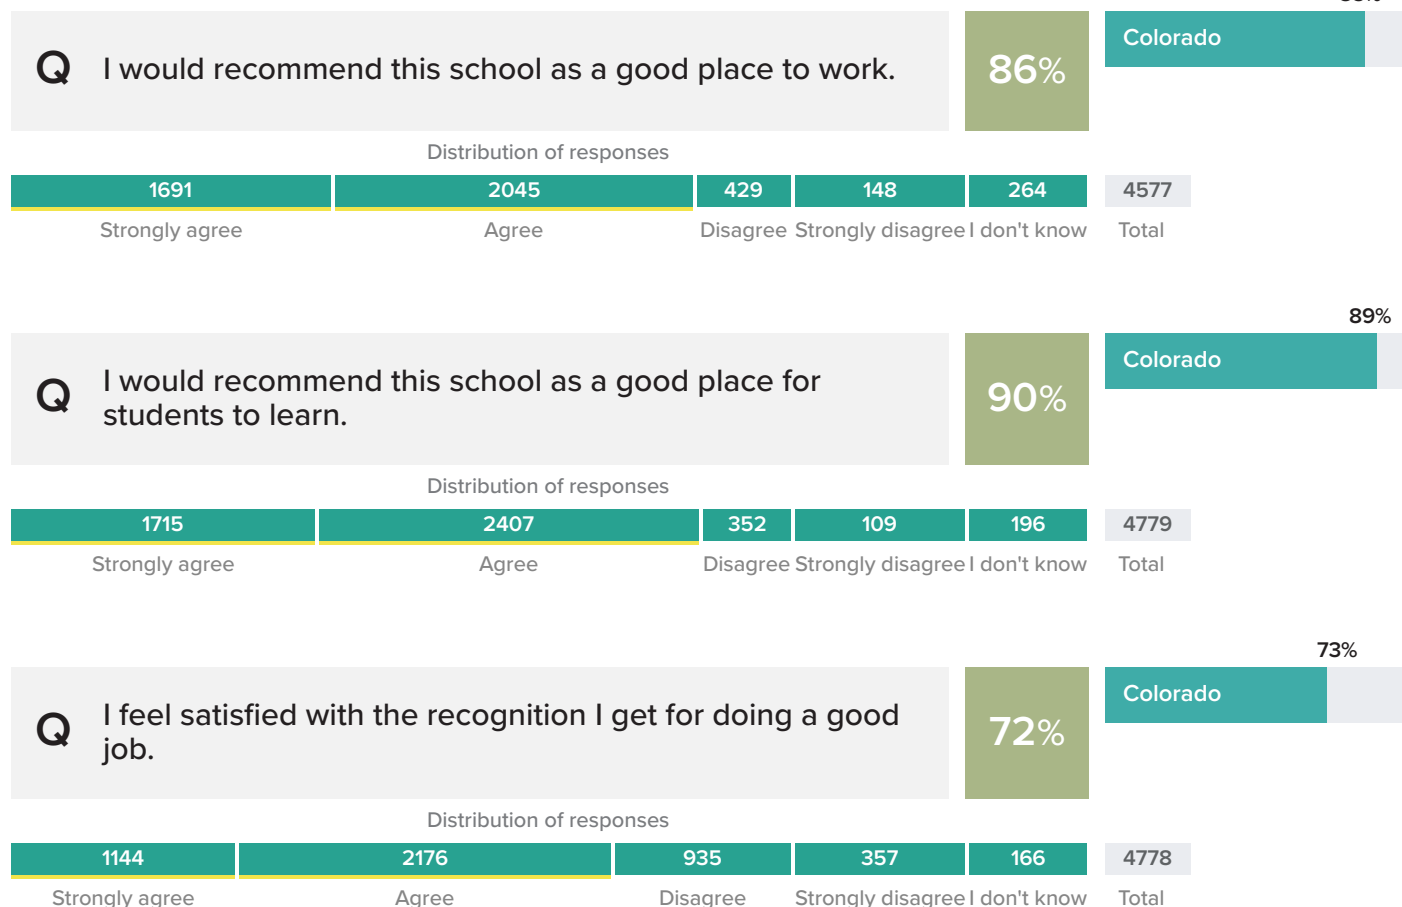 Q I would recommend this school as a good place to work.
86%
Colorado
Distribution of responses
1691 2045 429 148 264 4577
Strongly agree Agree Disagree Strongly disagree I don't know Total
89%
Q I would recommend this school as a good place for
students to learn.
90%
Colorado
Distribution of responses
1715 2407 352 109 196 4779
Strongly agree Agree Disagree Strongly disagree I don't know Total
73%
Q I feel satisfied with the recognition I get for doing a good
job.
72%
Colorado
Distribution of responses
1144 2176 935 357 166 4778
Strongly agree Agree Disagree Strongly disagree I don't know Total